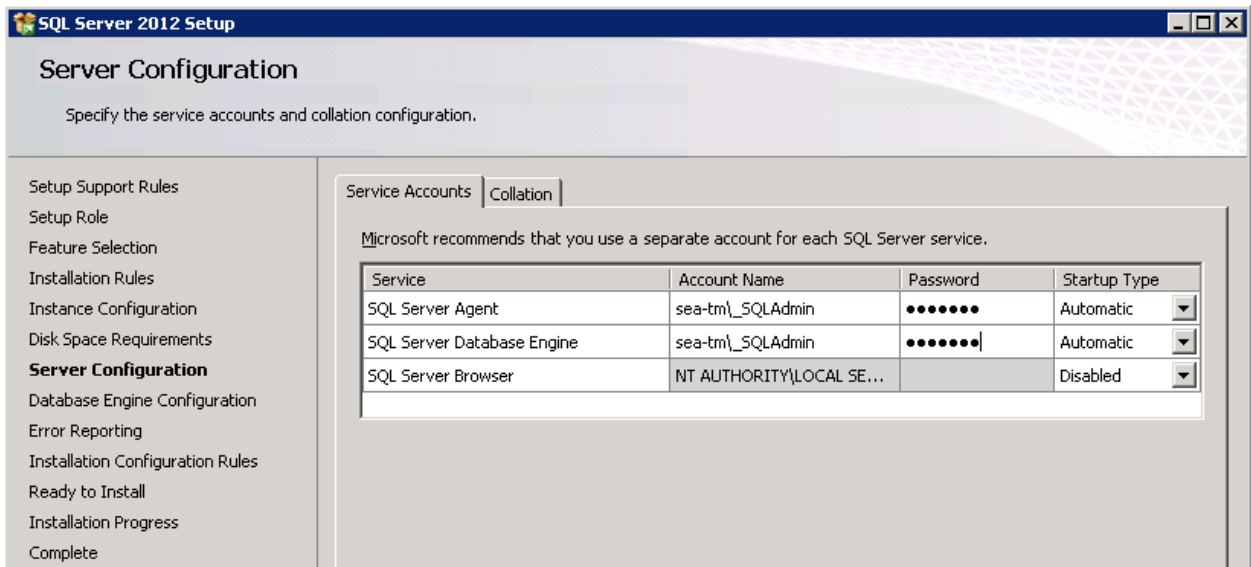 SQL Server 2012 Setup
Server Configuration
Specify the service accounts and collation configuration.
Setup Support Rules
Setup Role
Feature Selection
Installation Rules
Instance Configuration
Disk Space Requirements
Server Configuration
Database Engine Configuration
Error Reporting
Installation Configuration Rules
Ready to Install
Installation Progress
Complete
Service Accounts Collation
Microsoft recommends that you use a separate account for each SQL Server service.
Service Account Name Password Startup Type
SQL Server Agent sea-tm\_SQLAdmin ●●●●●●● Automatic
SQL Server Database Engine sea-tm\_SQLAdmin ●●●●●●● Automatic
SQL Server Browser NT AUTHORITY\LOCAL SE... Disabled